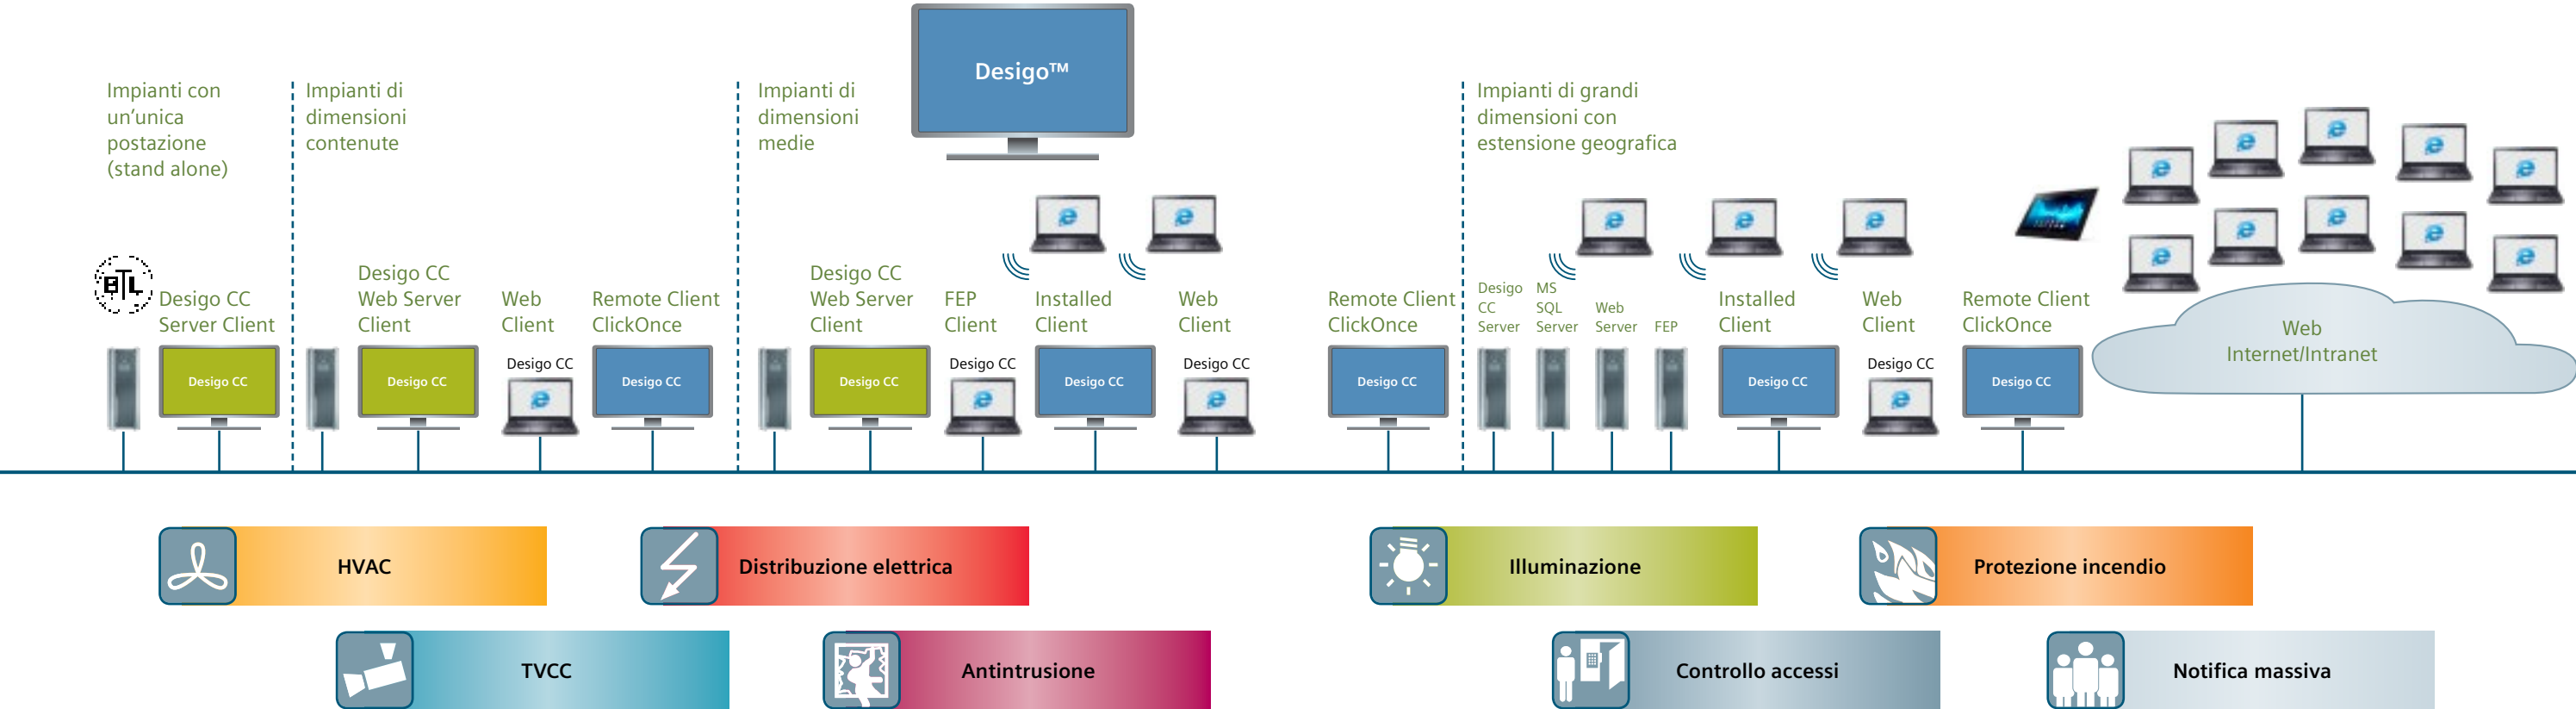 Desigo™
Impianti con
un'unica
postazione
(stand alone)
Impianti di
dimensioni
contenute
Impianti di
dimensioni
medie
Impianti di grandi
dimensioni con
estensione geografica
BTL
Desigo CC
Server Client
Desigo CC
Web Server
Client
Web
Client
Remote Client
ClickOnce
Desigo CC
Web Server
Client
FEP
Client
Installed
Client
Web
Client
Remote Client
ClickOnce
Desigo
CC
Server
MS
SQL
Server
Web
Server
FEP
Installed
Client
Web
Client
Remote Client
ClickOnce
Web
Internet/Intranet
Desigo CC
Desigo CC
Desigo CC
Desigo CC
Desigo CC
Desigo CC
Desigo CC
Desigo CC
Desigo CC
Desigo CC
Desigo CC
Desigo CC
HVAC
Distribuzione elettrica
Illuminazione
Protezione incendio
TVCC
Antintrusione
Controllo accessi
Notifica massiva